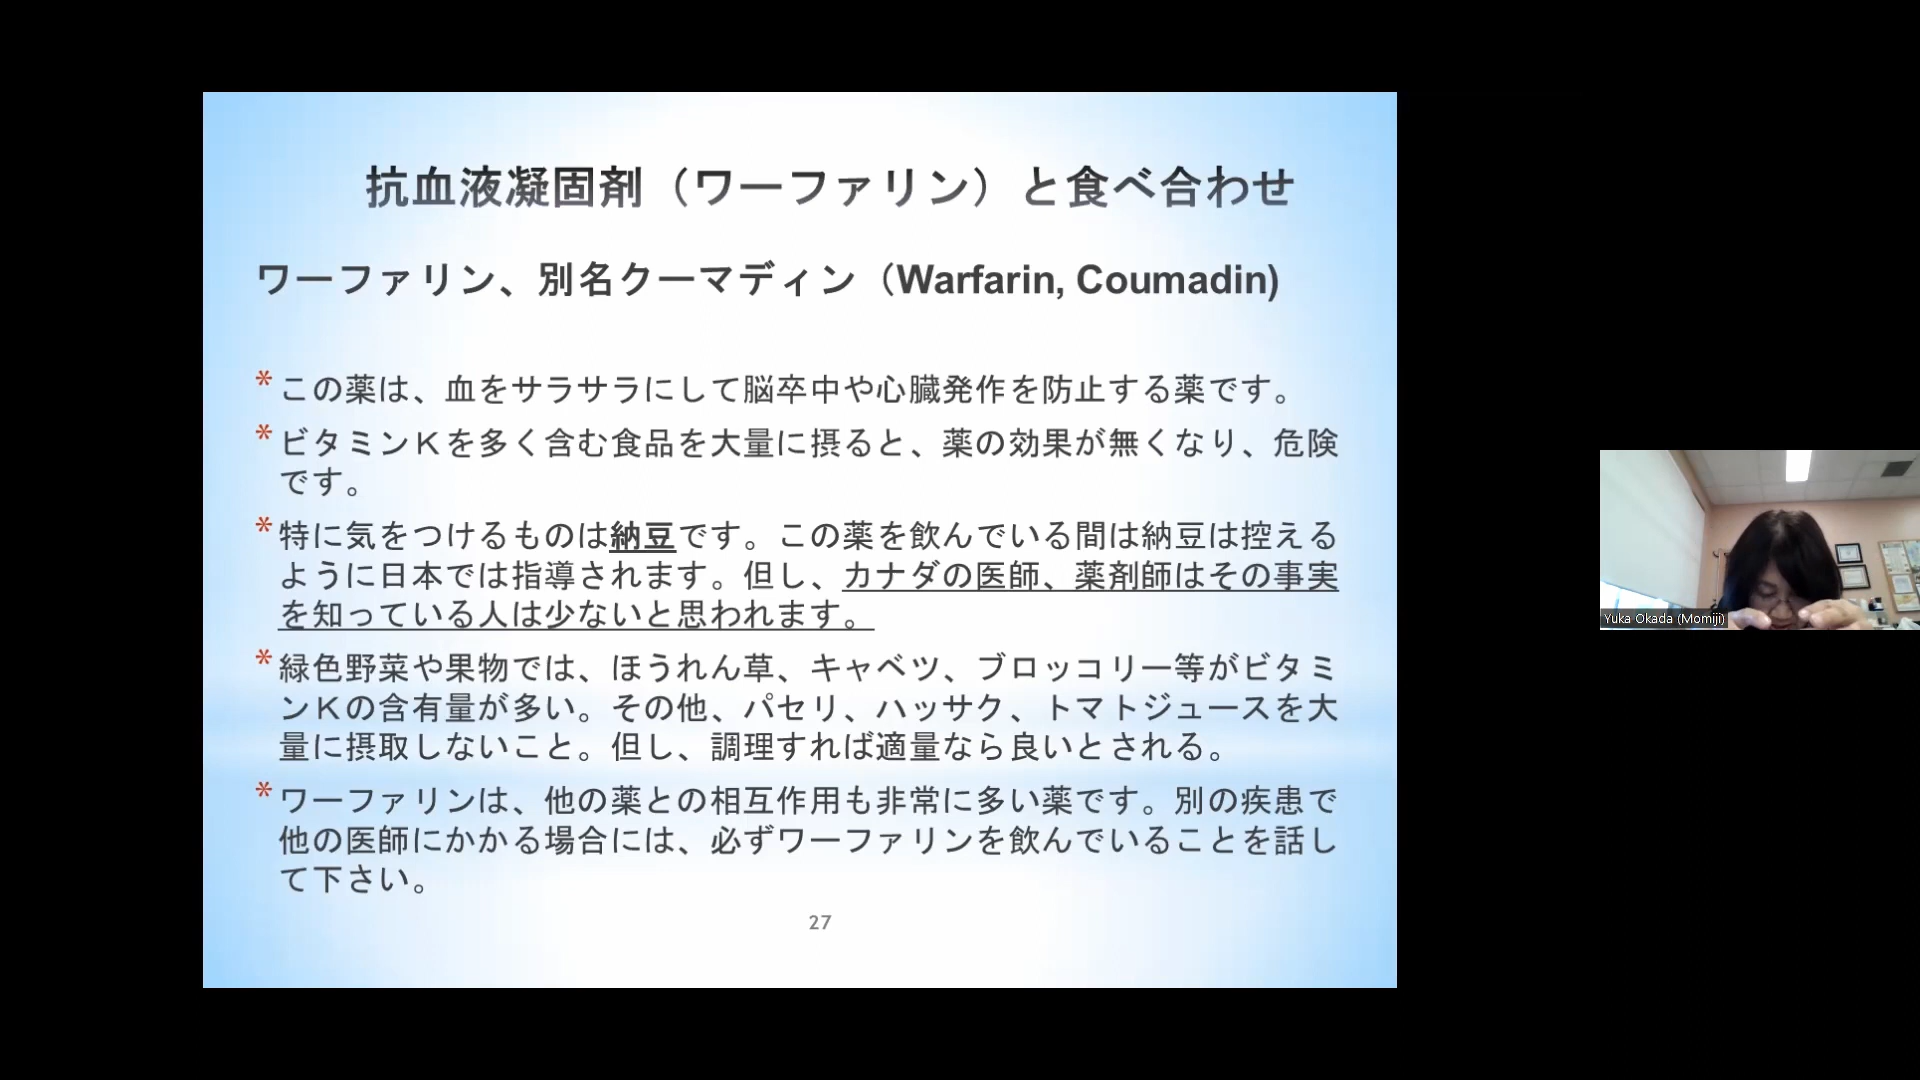 抗血液凝固剤（ワーファリン）と食べ合わせ
ワーファリン、別名クーマディン（Warfarin, Coumadin)
* この薬は、血をサラサラにして脳卒中や心臓発作を防止する薬です。
* ビタミンＫを多く含む食品を大量に摂ると、薬の効果が無くなり、危険
です。
* 特に気をつけるものは納豆です。この薬を飲んでいる間は納豆は控える
ように日本では指導されます。但し、カナダの医師、薬剤師はその事実
を知っている人は少ないと思われます。
* 緑色野菜や果物では、ほうれん草、キャベツ、ブロッコリー等がビタミ
ンＫの含有量が多い。その他、パセリ、ハッサク、トマトジュースを大
量に摂取しないこと。但し、調理すれば適量なら良いとされる。
* ワーファリンは、他の薬との相互作用も非常に多い薬です。別の疾患で
他の医師にかかる場合には、必ずワーファリンを飲んでいることを話し
て下さい。
27
Yuka Okada (Momiji)